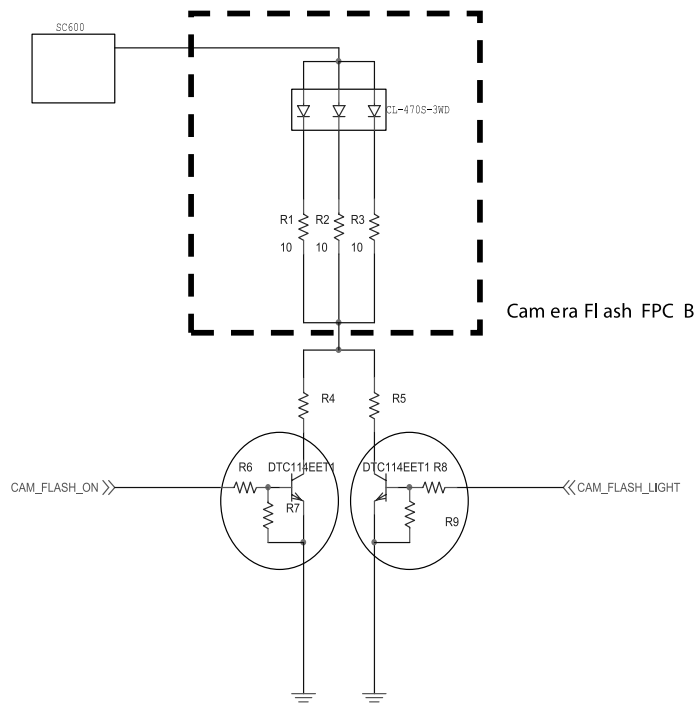 SC600
CL-470S-3WD
R1 R2 R3
10 10 10
Cam era Fl ash FPC B
R4 R5
R6 DTC114EET1 DTC114EET1 R8
CAM_FLASH_ON R7 CAM_FLASH_LIGHT
R9